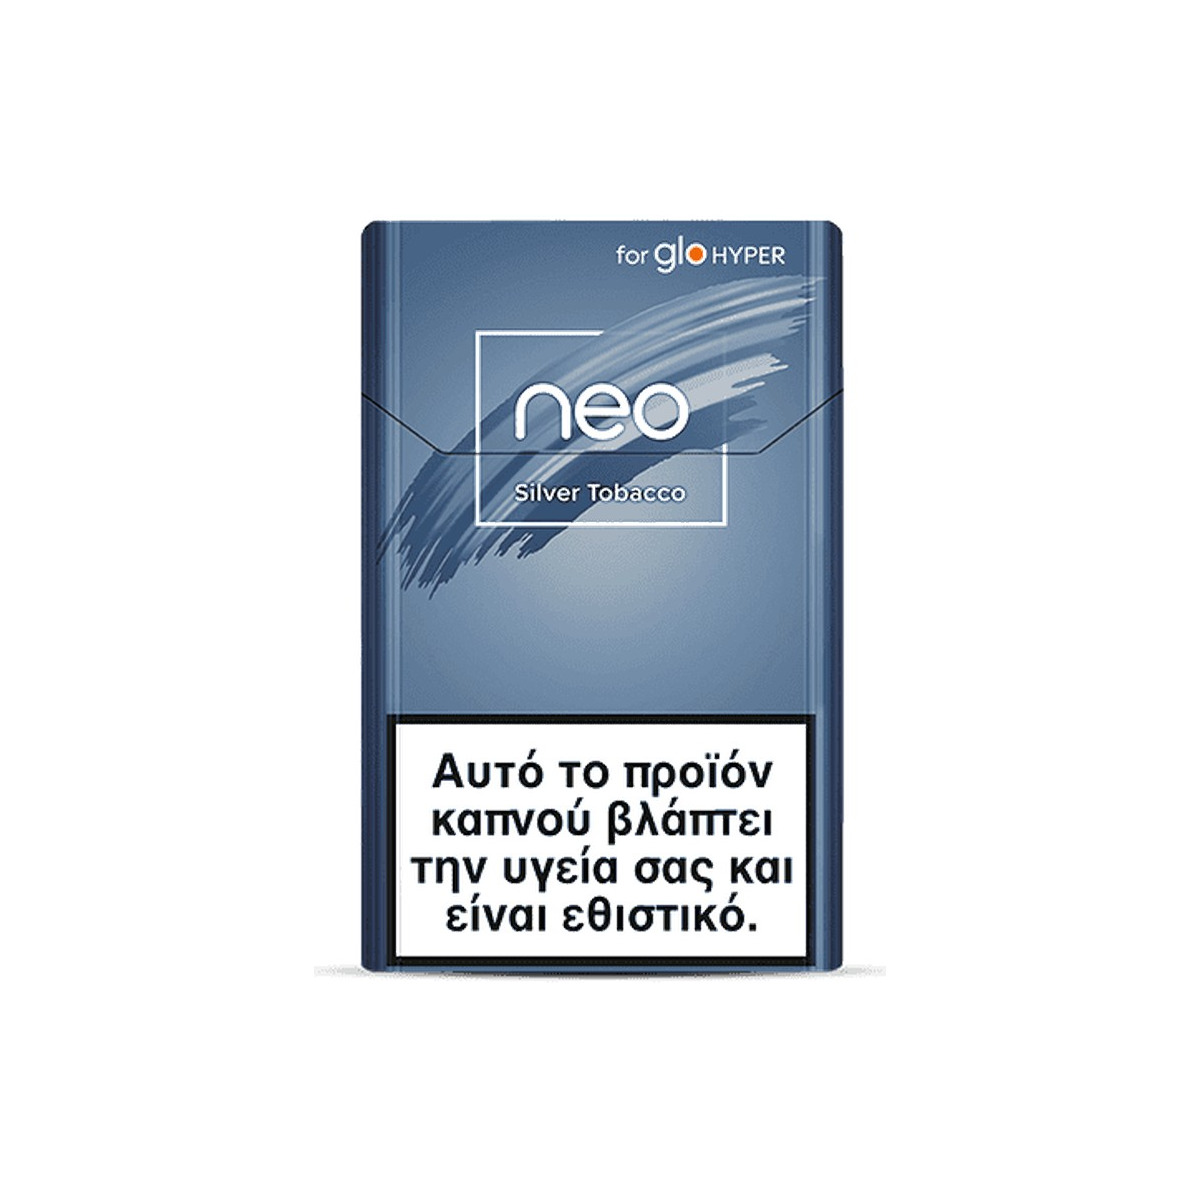 for glo HYPER
neo
Silver Tobacco
Αυτό το προϊόν
καπνού βλάπτει
την υγεία σας και
είναι εθιστικό.